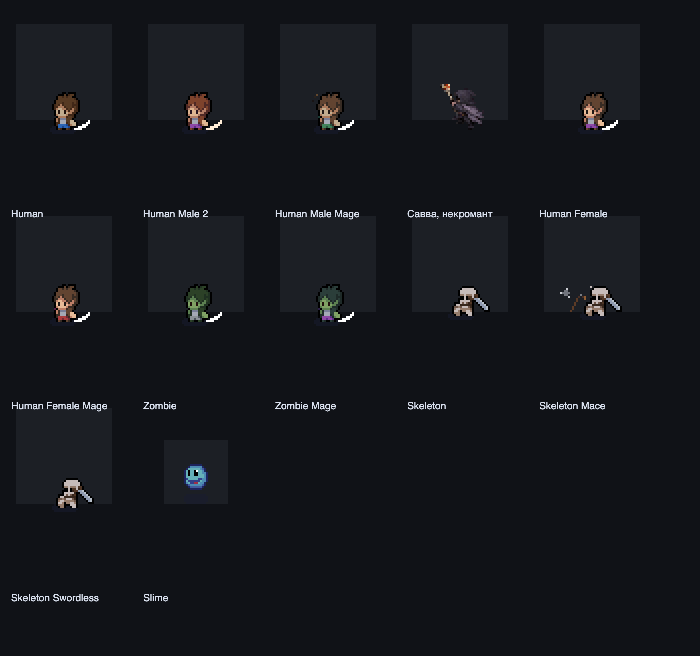 Human
Human Male 2
Human Male Mage
Савва, некромант
Human Female
Human Female Mage
Zombie
Zombie Mage
Skeleton
Skeleton Mace
Skeleton Swordless
Slime